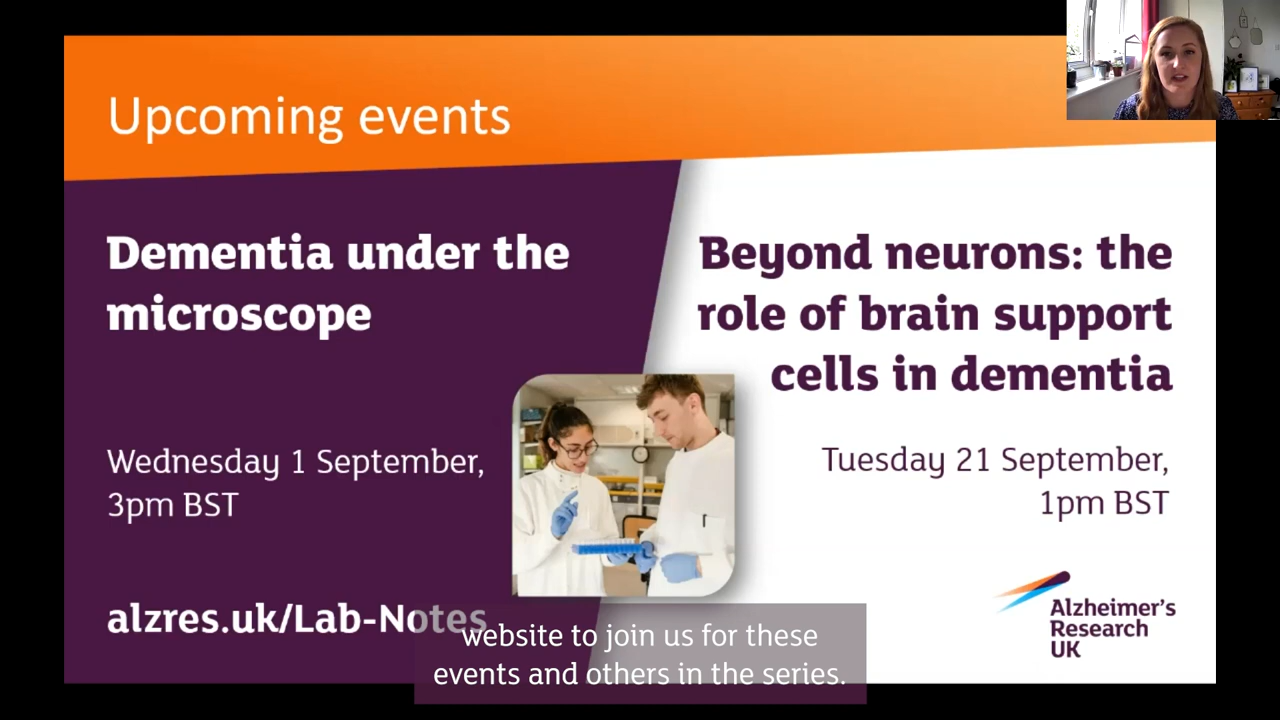 Upcoming events
Dementia under the
microscope
Wednesday 1 September,
3pm BST
alzres.uk/Lab-Notes
Beyond neurons: the
role of brain support
cells in dementia
Tuesday 21 September,
1pm BST
Alzheimer's
Research
UK
website to join us for these
events and others in the series.